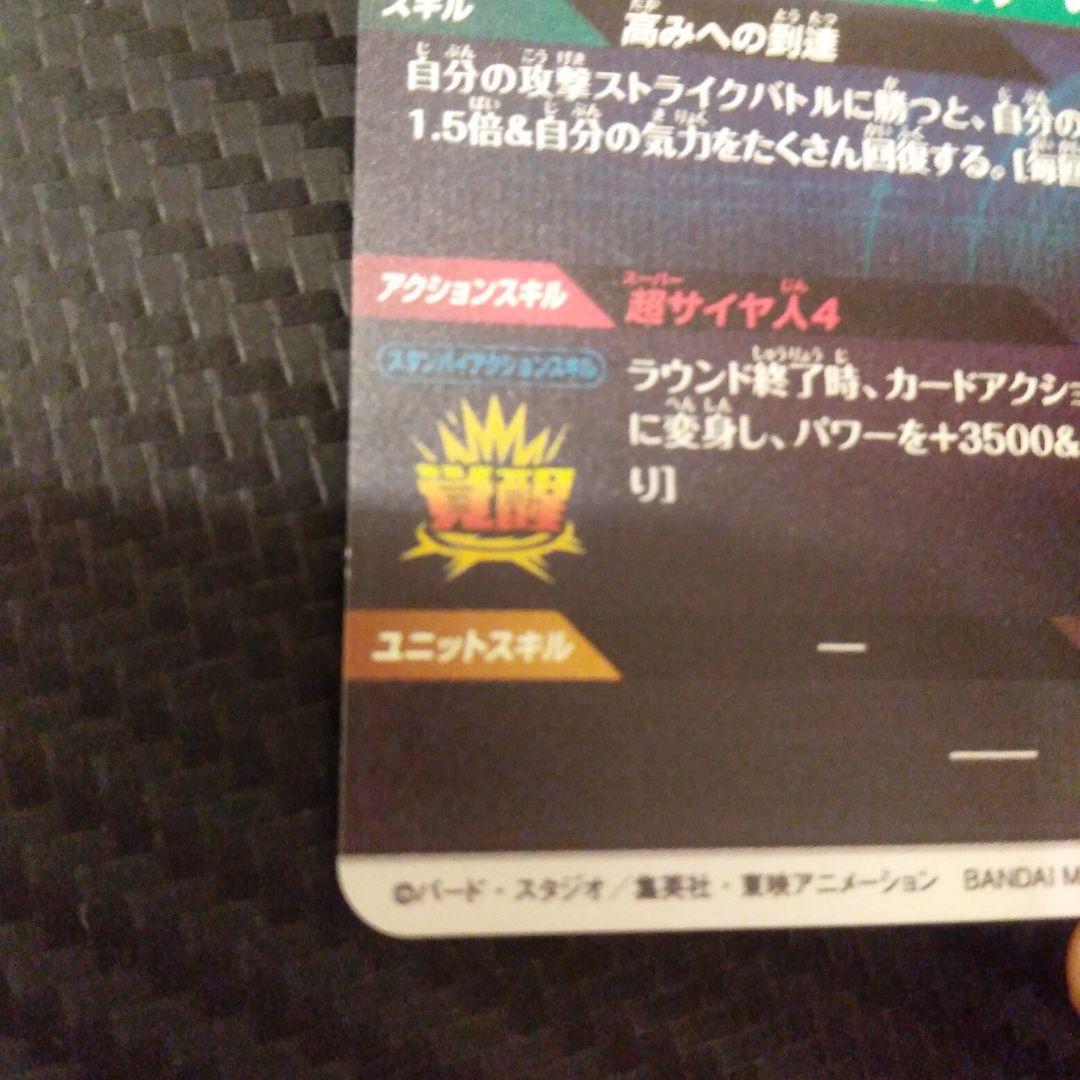 スキル
高みへの到達
自分の攻撃ストライクバトルに勝つと、自分の
1.5倍&自分の気力をたくさん回復する。[毎回
アクションスキル
超サイヤ人4
スタンバイアクションスキル
ラウンド終了時、カードアクショ
に変身し、パワーを+3500&
り]
覚醒
ユニットスキル
ー
ー
©バード・スタジオ/集英社・東映アニメーション BANDAI M